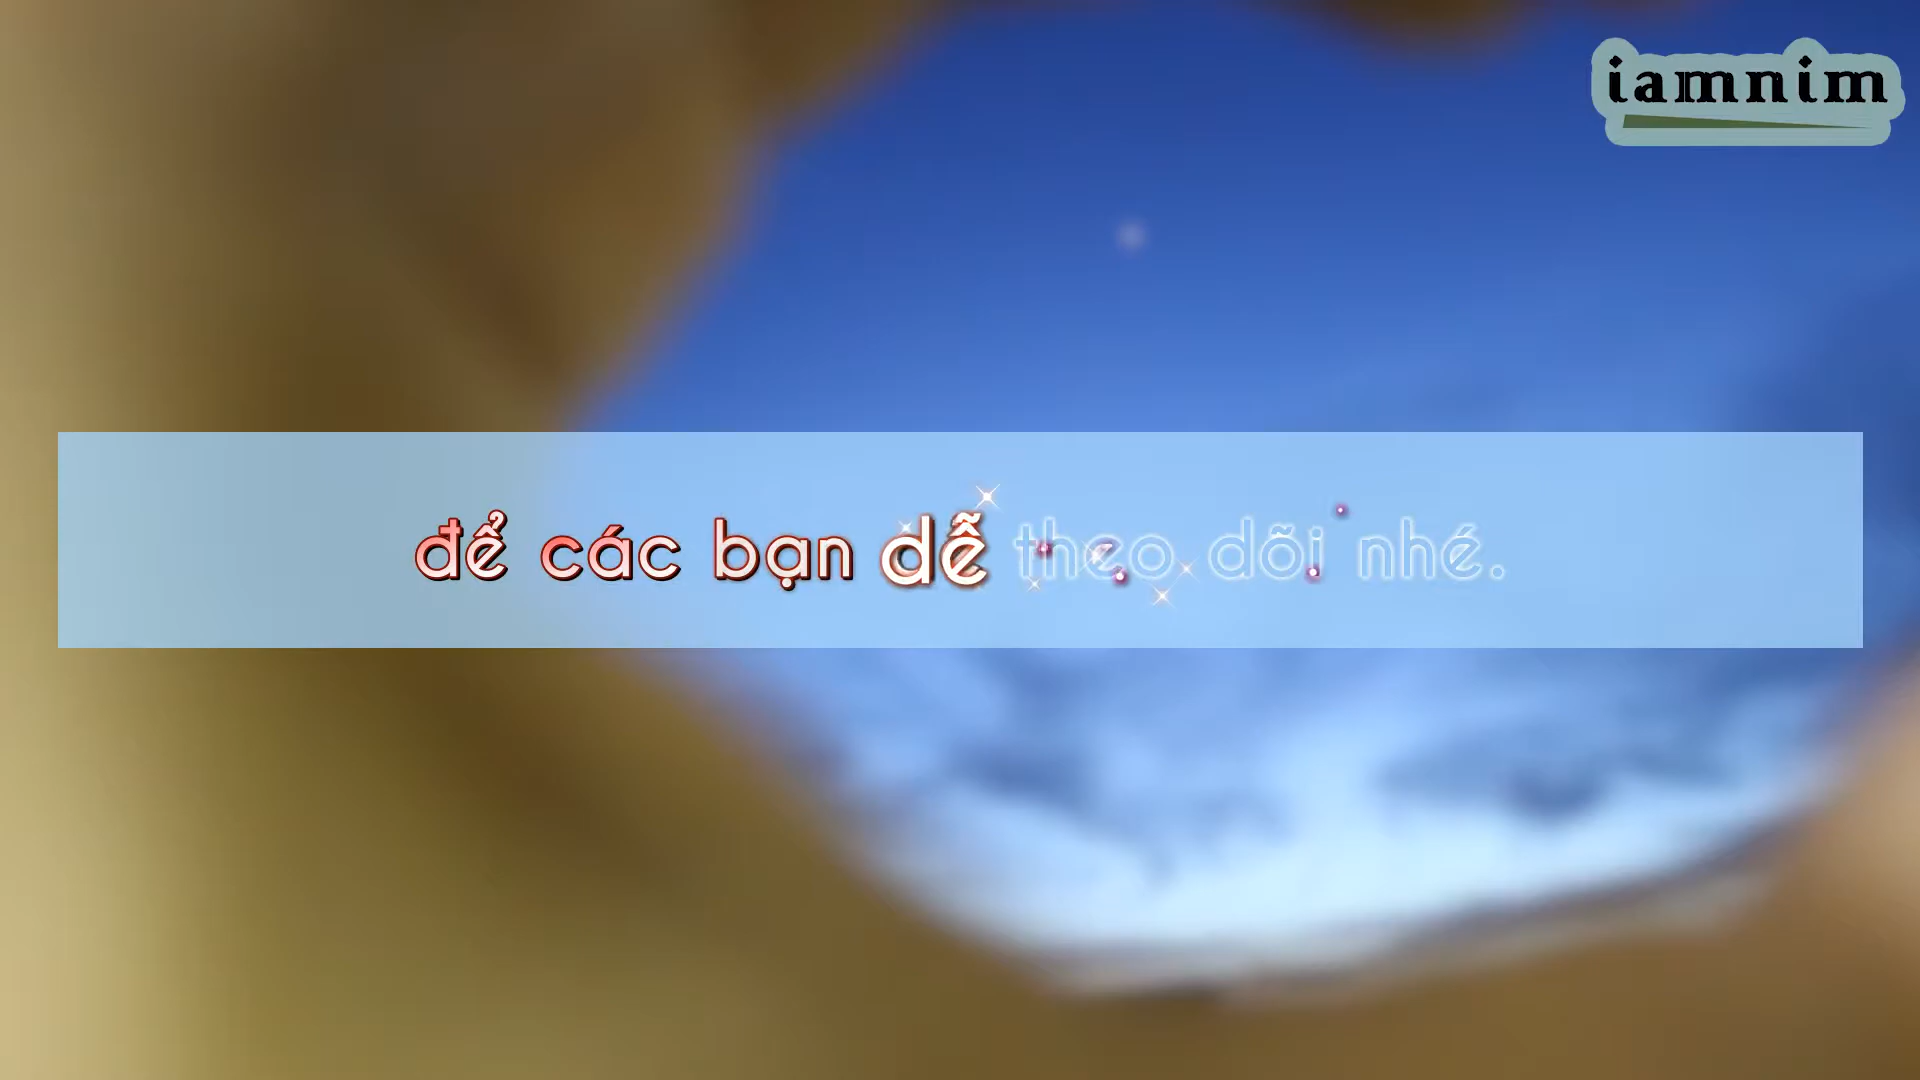 iamnim
để các bạn dễ theo dõi nhé.